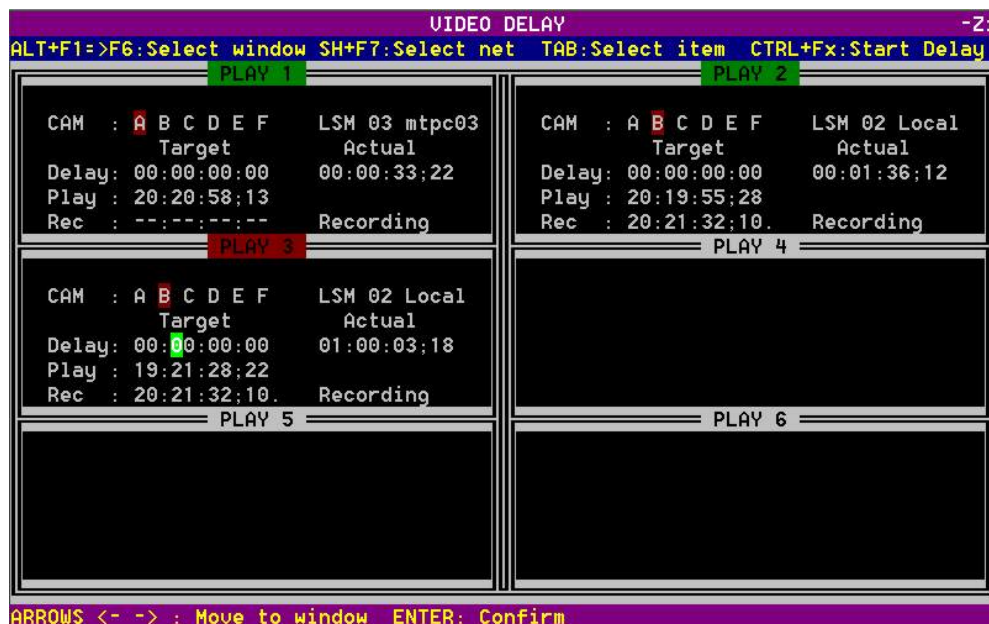 VIDEO DELAY -Z:
ALT+F1=>F6:Select window SH+F7:Select net TAB:Select item CTRL+Fx:Start Delay
PLAY 1
CAM : A B C D E F LSM 03 mtpc03
Target Actual
Delay: 00:00:00:00 00:00:33;22
Play : 20:20:58;13
Rec : --:--:--:-- Recording
PLAY 2
CAM : A B C D E F LSM 02 Local
Target Actual
Delay: 00:00:00:00 00:01:36;12
Play : 20:19:55;28
Rec : 20:21:32;10. Recording
PLAY 3
CAM : A B C D E F LSM 02 Local
Target Actual
Delay: 00:00:00:00 01:00:03;18
Play : 19:21:28;22
Rec : 20:21:32;10. Recording
PLAY 4
PLAY 5
PLAY 6
ARROWS <- -> : Move to window ENTER: Confirm